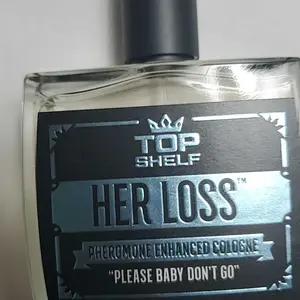 TOP
SHELF
HER LOSS™
PHEROMONE ENHANCED COLOGNE
"PLEASE BABY DON'T GO"